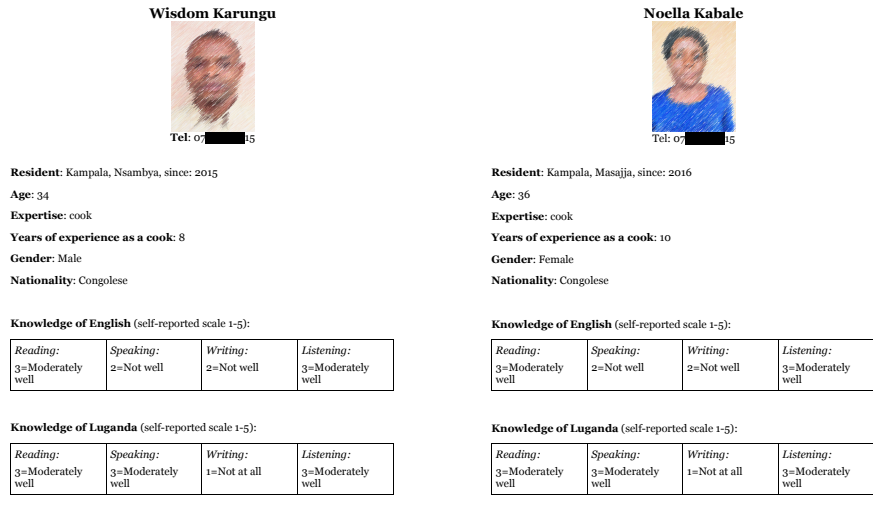 Wisdom Karungu
Tel: 07 15
Resident: Kampala, Nsambya, since: 2015
Age: 34
Expertise: cook
Years of experience as a cook: 8
Gender: Male
Nationality: Congolese
Knowledge of English (self-reported scale 1-5):
Reading: Speaking: Writing: Listening:
3=Moderately 2=Not well 2=Not well 3=Moderately
well well
Knowledge of Luganda (self-reported scale 1-5):
Reading: Speaking: Writing: Listening:
3=Moderately 3=Moderately 1=Not at all 3=Moderately
well well well
Noella Kabale
Tel: 07 15
Resident: Kampala, Masajja, since: 2016
Age: 36
Expertise: cook
Years of experience as a cook: 10
Gender: Female
Nationality: Congolese
Knowledge of English (self-reported scale 1-5):
Reading: Speaking: Writing: Listening:
3=Moderately 2=Not well 2=Not well 3=Moderately
well well
Knowledge of Luganda (self-reported scale 1-5):
Reading: Speaking: Writing: Listening:
3=Moderately 3=Moderately 1=Not at all 3=Moderately
well well well